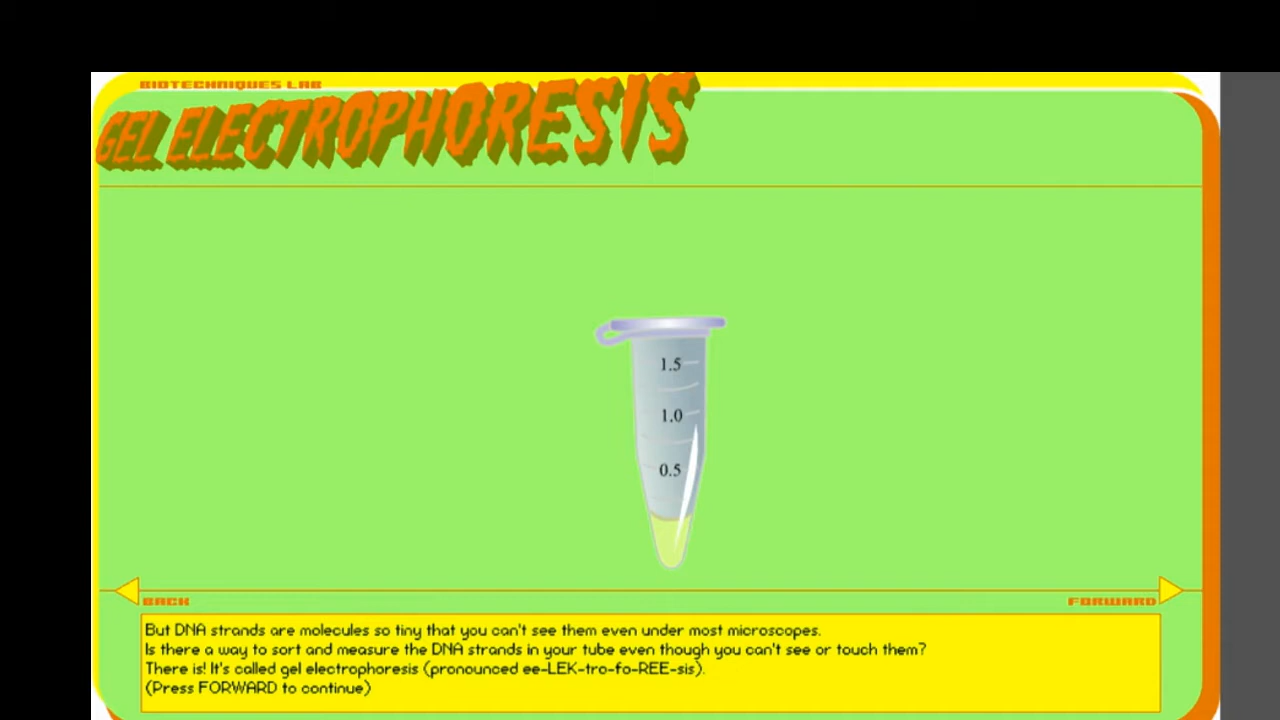 BIOTECHNIQUES LAB
GEL ELECTROPHORESIS
1.5
1.0
0.5
BACK
FORWARD
But DNA strands are molecules so tiny that you can't see them even under most microscopes.
Is there a way to sort and measure the DNA strands in your tube even though you can't see or touch them?
There is! It's called gel electrophoresis (pronounced ee-LEK-tro-fo-REE-sis).
(Press FORWARD to continue)